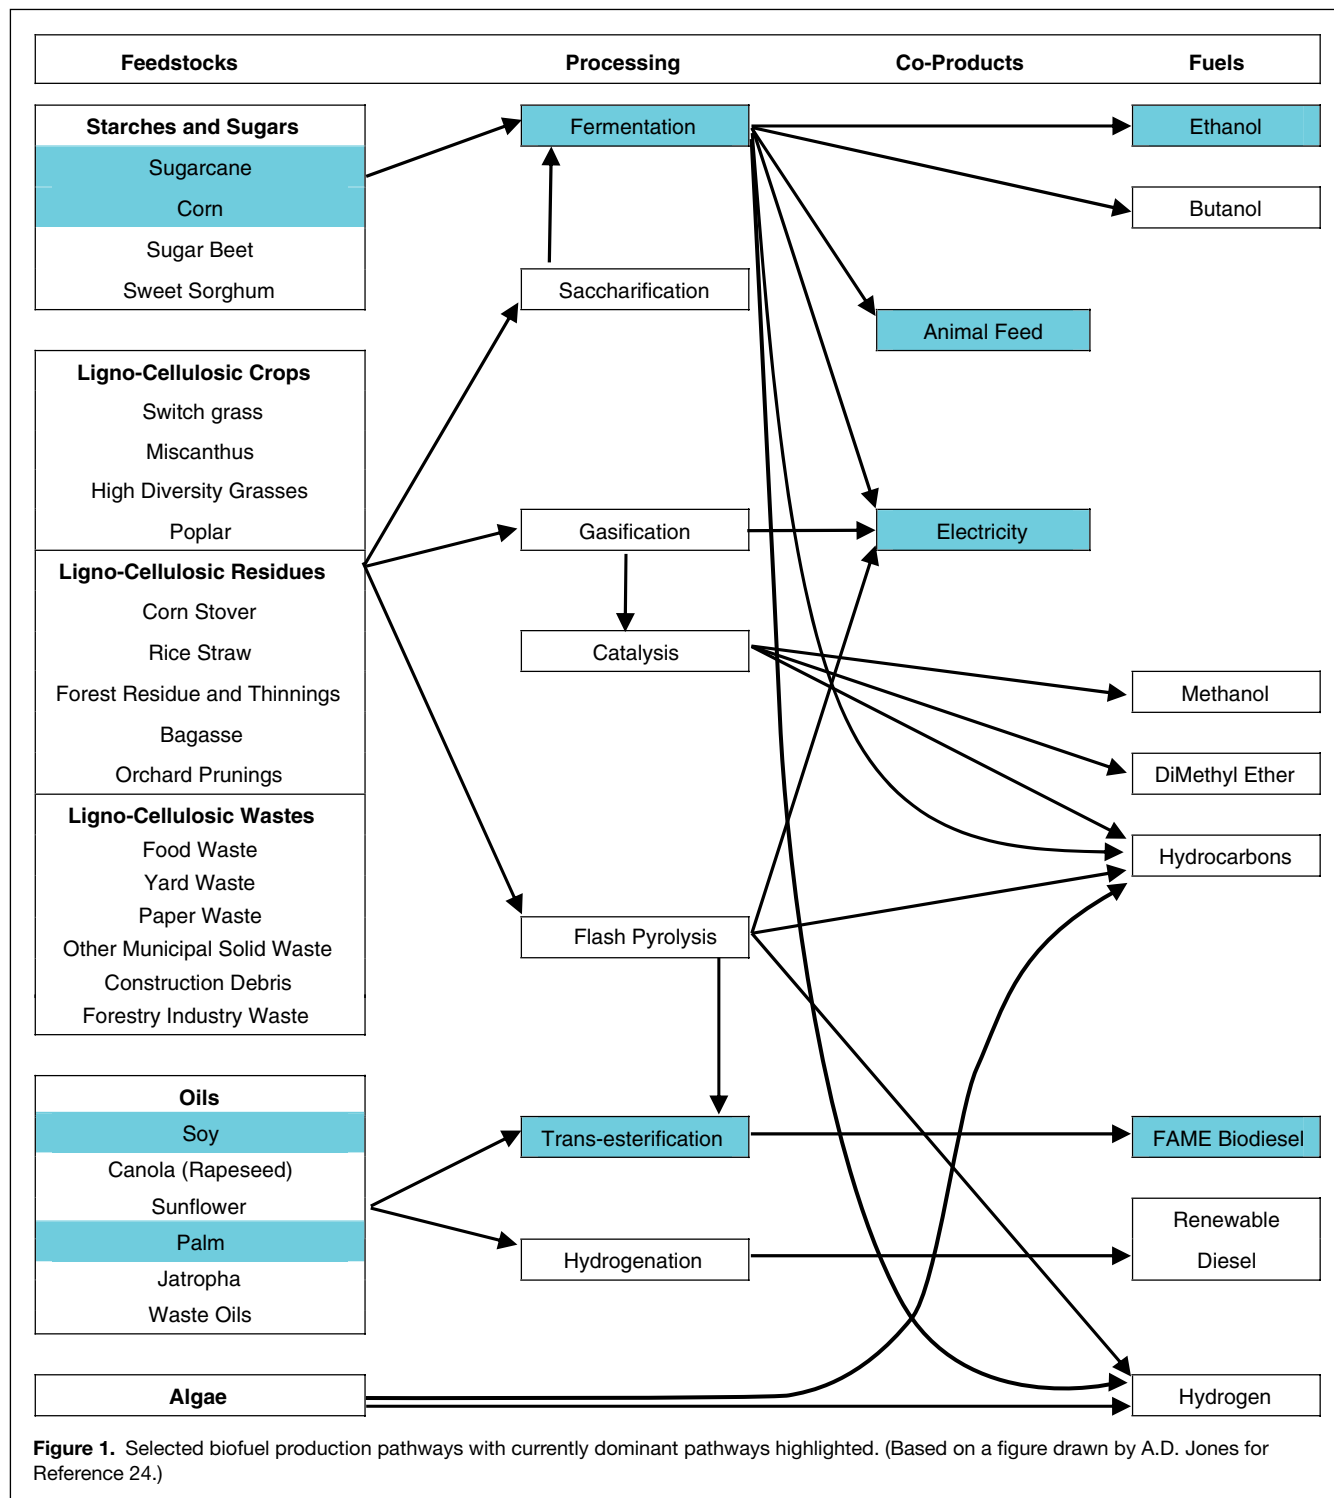 Feedstocks Processing Co-Products Fuels
Starches and Sugars
Sugarcane
Corn
Sugar Beet
Sweet Sorghum
Ligno-Cellulosic Crops
Switch grass
Miscanthus
High Diversity Grasses
Poplar
Ligno-Cellulosic Residues
Corn Stover
Rice Straw
Forest Residue and Thinnings
Bagasse
Orchard Prunings
Ligno-Cellulosic Wastes
Food Waste
Yard Waste
Paper Waste
Other Municipal Solid Waste
Construction Debris
Forestry Industry Waste
Oils
Soy
Canola (Rapeseed)
Sunflower
Palm
Jatropha
Waste Oils
Algae
Fermentation
Saccharification
Gasification
Catalysis
Flash Pyrolysis
Trans-esterification
Hydrogenation
Animal Feed
Electricity
Ethanol
Butanol
Methanol
DiMethyl Ether
Hydrocarbons
FAME Biodiesel
Renewable
Diesel
Hydrogen
Figure 1. Selected biofuel production pathways with currently dominant pathways highlighted. (Based on a figure drawn by A.D. Jones for
Reference 24.)